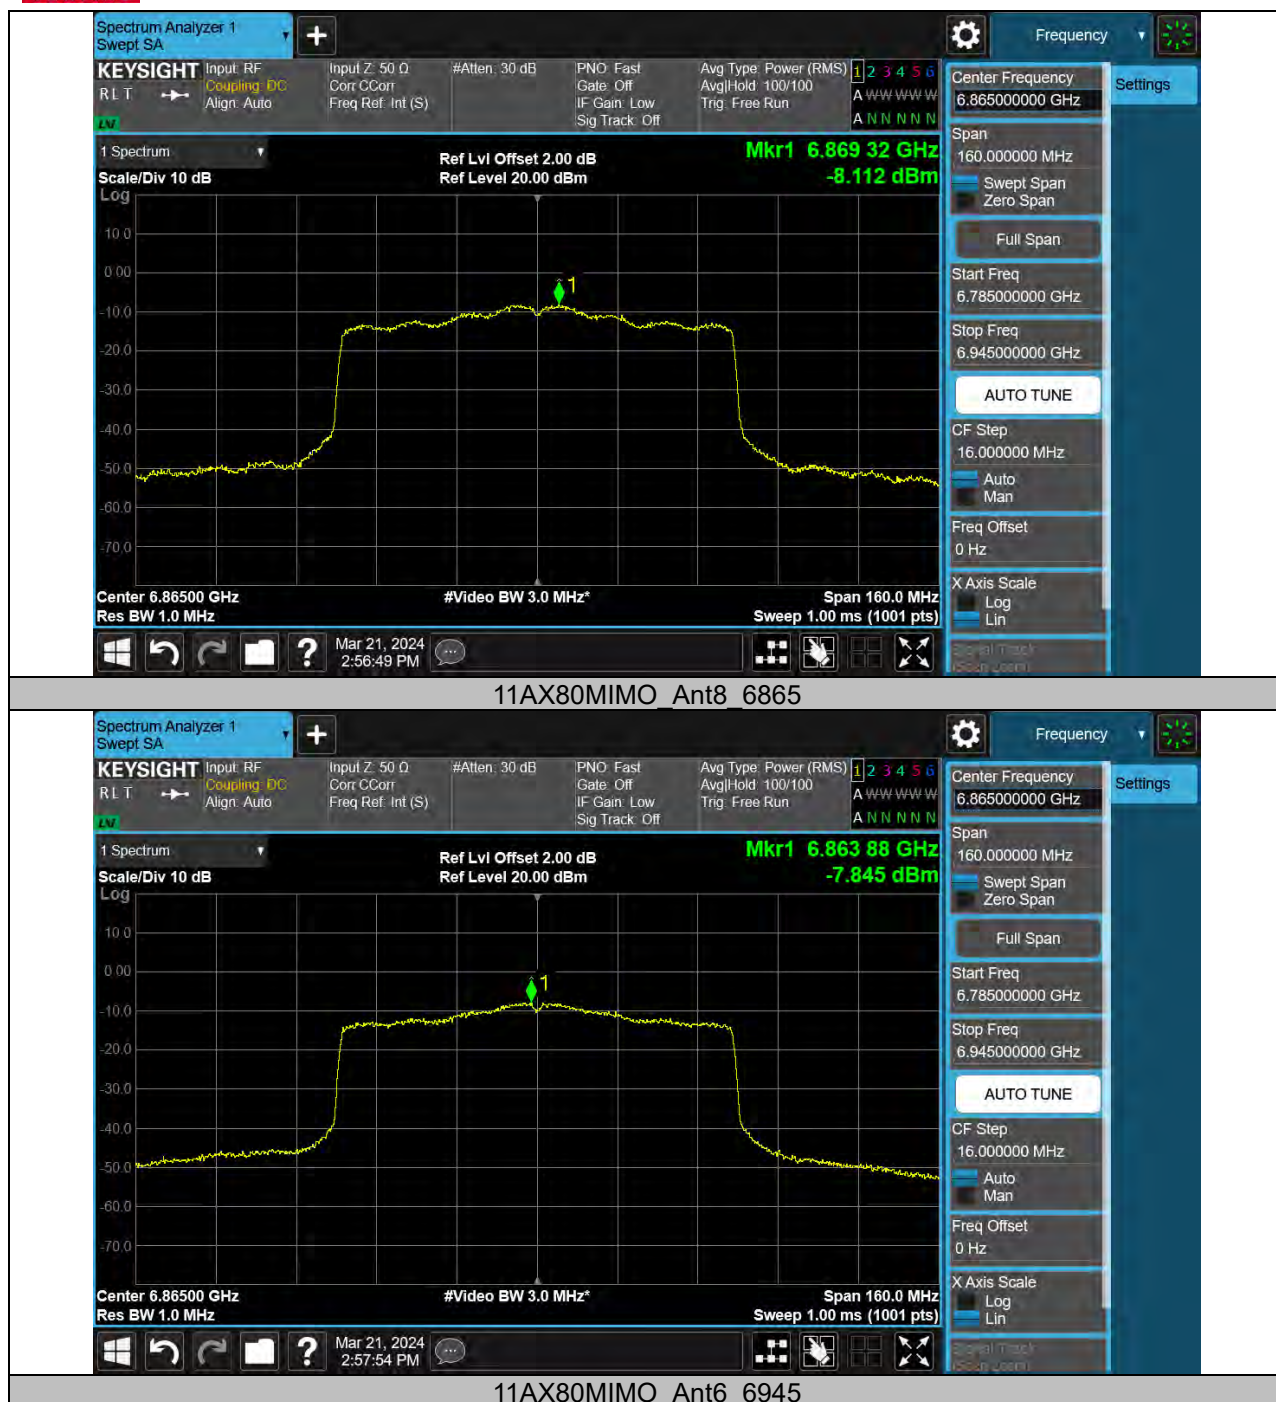 Spectrum Analyzer 1
Swept SA
Frequency
KEYSIGHT
RLT
Input: RF
Coupling: DC
Align: Auto
Input Z: 50 Ω
Corr CCorr
Freq Ref: Int (S)
#Atten: 30 dB
PNO: Fast
Gate: Off
IF Gain: Low
Sig Track: Off
Avg Type: Power (RMS)
Avg|Hold: 100/100
Trig: Free Run
1 2 3 4 5 6
A W W W W W
A N N N N N
LNE
1 Spectrum
Scale/Div 10 dB
Log
Ref Lvl Offset 2.00 dB
Ref Level 20.00 dBm
Mkr1 6.869 32 GHz
-8.112 dBm
1
10.0
0.00
-10.0
-20.0
-30.0
-40.0
-50.0
-60.0
-70.0
Center 6.86500 GHz
Res BW 1.0 MHz
#Video BW 3.0 MHz*
Span 160.0 MHz
Sweep 1.00 ms (1001 pts)
Mar 21, 2024
2:56:49 PM
Center Frequency
6.865000000 GHz
Span
160.000000 MHz
Swept Span
Zero Span
Full Span
Start Freq
6.785000000 GHz
Stop Freq
6.945000000 GHz
AUTO TUNE
CF Step
16.000000 MHz
Auto
Man
Freq Offset
0 Hz
X Axis Scale
Log
Lin
Signal Track
(Span Zoom)
Settings
11AX80MIMO_Ant8_6865
Spectrum Analyzer 1
Swept SA
Frequency
KEYSIGHT
RLT
Input: RF
Coupling: DC
Align: Auto
Input Z: 50 Ω
Corr CCorr
Freq Ref: Int (S)
#Atten: 30 dB
PNO: Fast
Gate: Off
IF Gain: Low
Sig Track: Off
Avg Type: Power (RMS)
Avg|Hold: 100/100
Trig: Free Run
1 2 3 4 5 6
A W W W W W
A N N N N N
LNE
1 Spectrum
Scale/Div 10 dB
Log
Ref Lvl Offset 2.00 dB
Ref Level 20.00 dBm
Mkr1 6.863 88 GHz
-7.845 dBm
1
10.0
0.00
-10.0
-20.0
-30.0
-40.0
-50.0
-60.0
-70.0
Center 6.86500 GHz
Res BW 1.0 MHz
#Video BW 3.0 MHz*
Span 160.0 MHz
Sweep 1.00 ms (1001 pts)
Mar 21, 2024
2:57:54 PM
Center Frequency
6.865000000 GHz
Span
160.000000 MHz
Swept Span
Zero Span
Full Span
Start Freq
6.785000000 GHz
Stop Freq
6.945000000 GHz
AUTO TUNE
CF Step
16.000000 MHz
Auto
Man
Freq Offset
0 Hz
X Axis Scale
Log
Lin
Signal Track
(Span Zoom)
Settings
11AX80MIMO_Ant6_6945